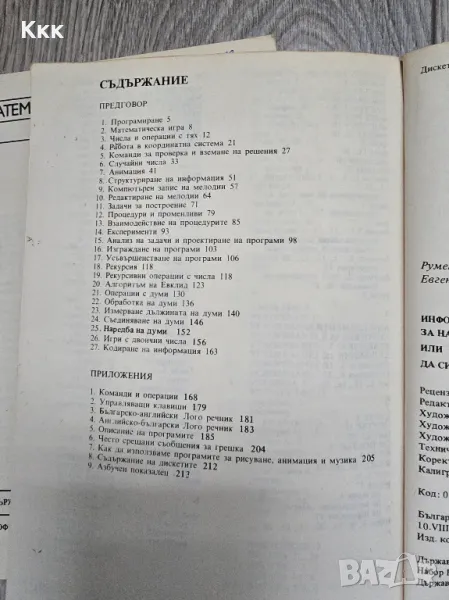 Kkk
АТЕМ
СЪДЪРЖАНИЕ
ПРЕДГОВОР
1. Програмиране 5
2. Математическа игра 8
3. Числа и операции с тях 12
4. Работа в координатна система 21
5. Команди за проверка и вземане на решения 27
6. Случайни числа 33
7. Анимация 41
8. Структуриране на информация 51
9. Компютърен запис на мелодии 57
10. Редактиране на мелодии 64
11. Задачи за построение 71
12. Процедури и променливи 79
13. Взаимодействие на процедурите 85
14. Експерименти 93
15. Анализ на задачи и проектиране на програми 98
16. Изграждане на програми 103
17. Усъвършенстване на програми 106
18. Рекурсия 118
19. Рекурсивни операции с числа 118
20. Алгоритъм на Евклид 123
21. Операции с думи 130
22. Обработка на думи 136
23. Измерване дължината на думи 140
24. Съединяване на думи 146
25. Наредба на думи 152
26. Игри с двоични числа 156
27. Кодиране на информация 163
ПРИЛОЖЕНИЯ
1. Команди и операции 168
2. Управляващи клавиши 179
3. Българско-английски Лого речник 181
4. Английско-български Лого речник 183
5. Описание на програмите 185
6. Често срещани съобщения за грешка 204
7. Как да използваме програмите за рисуване, анимация и музика 205
8. Съдържание на дискетите 212
9. Азбучен показалец 212
Дискет
Руме
Евген
ИНФО
ЗА НА
ИЛИ
ДА СИ
Реценз
Редакт
Худож
Худож
Худож
Технич
Корект
Калигр
Код: 0
Българ
10.VIII
Изд. ко
Държав
Набор
Държав
bazar.bg